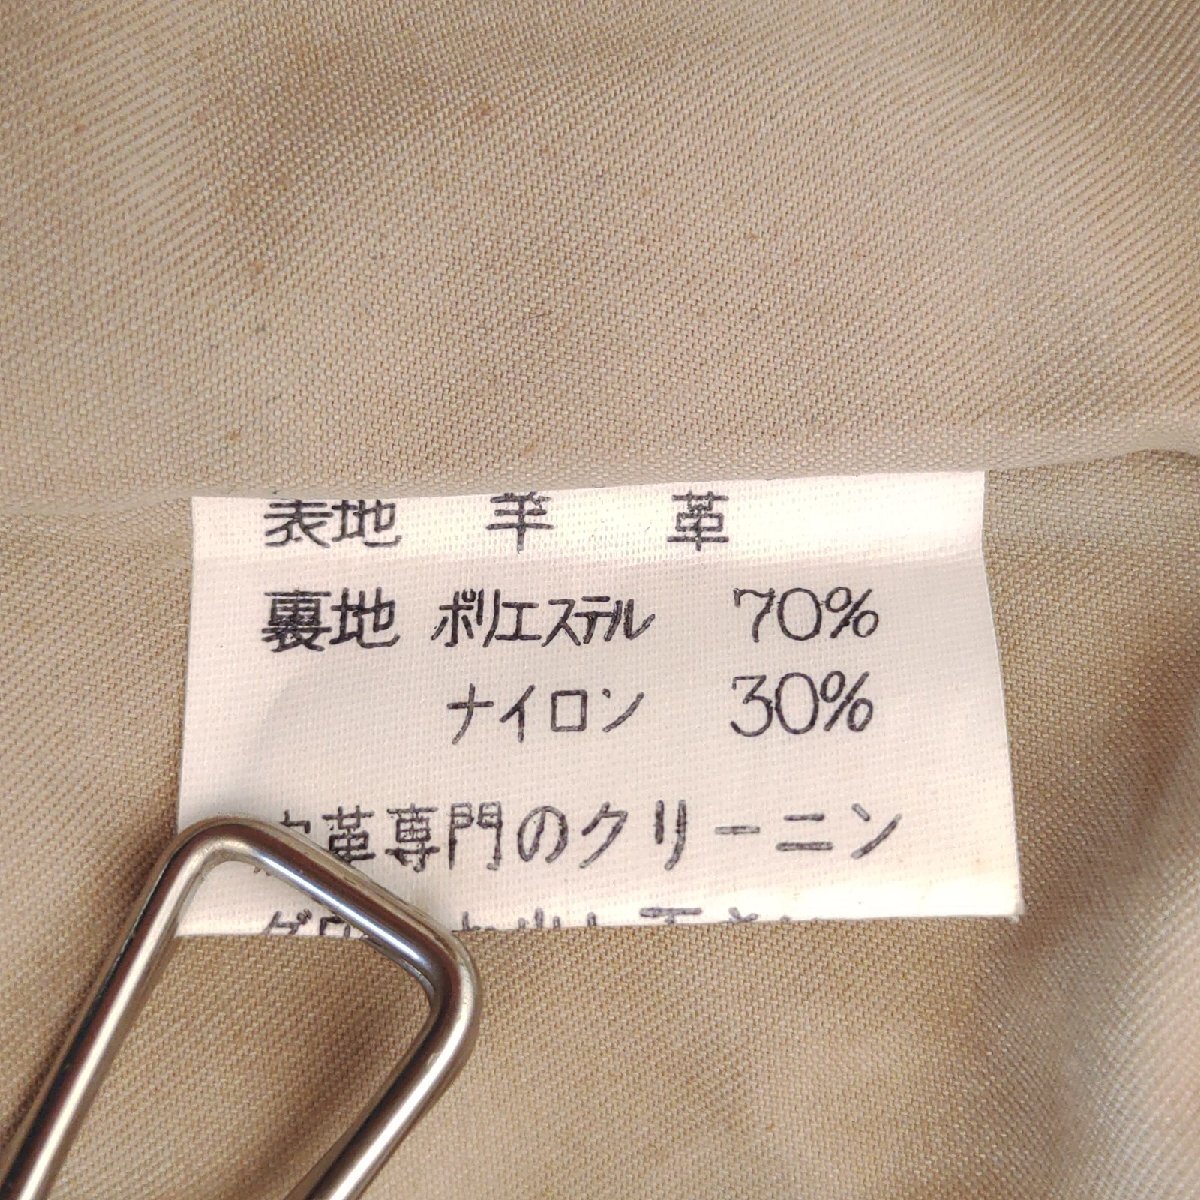 表地 羊 革
裏地 ポリエステル 70%
ナイロン 30%
革専門のクリーニン